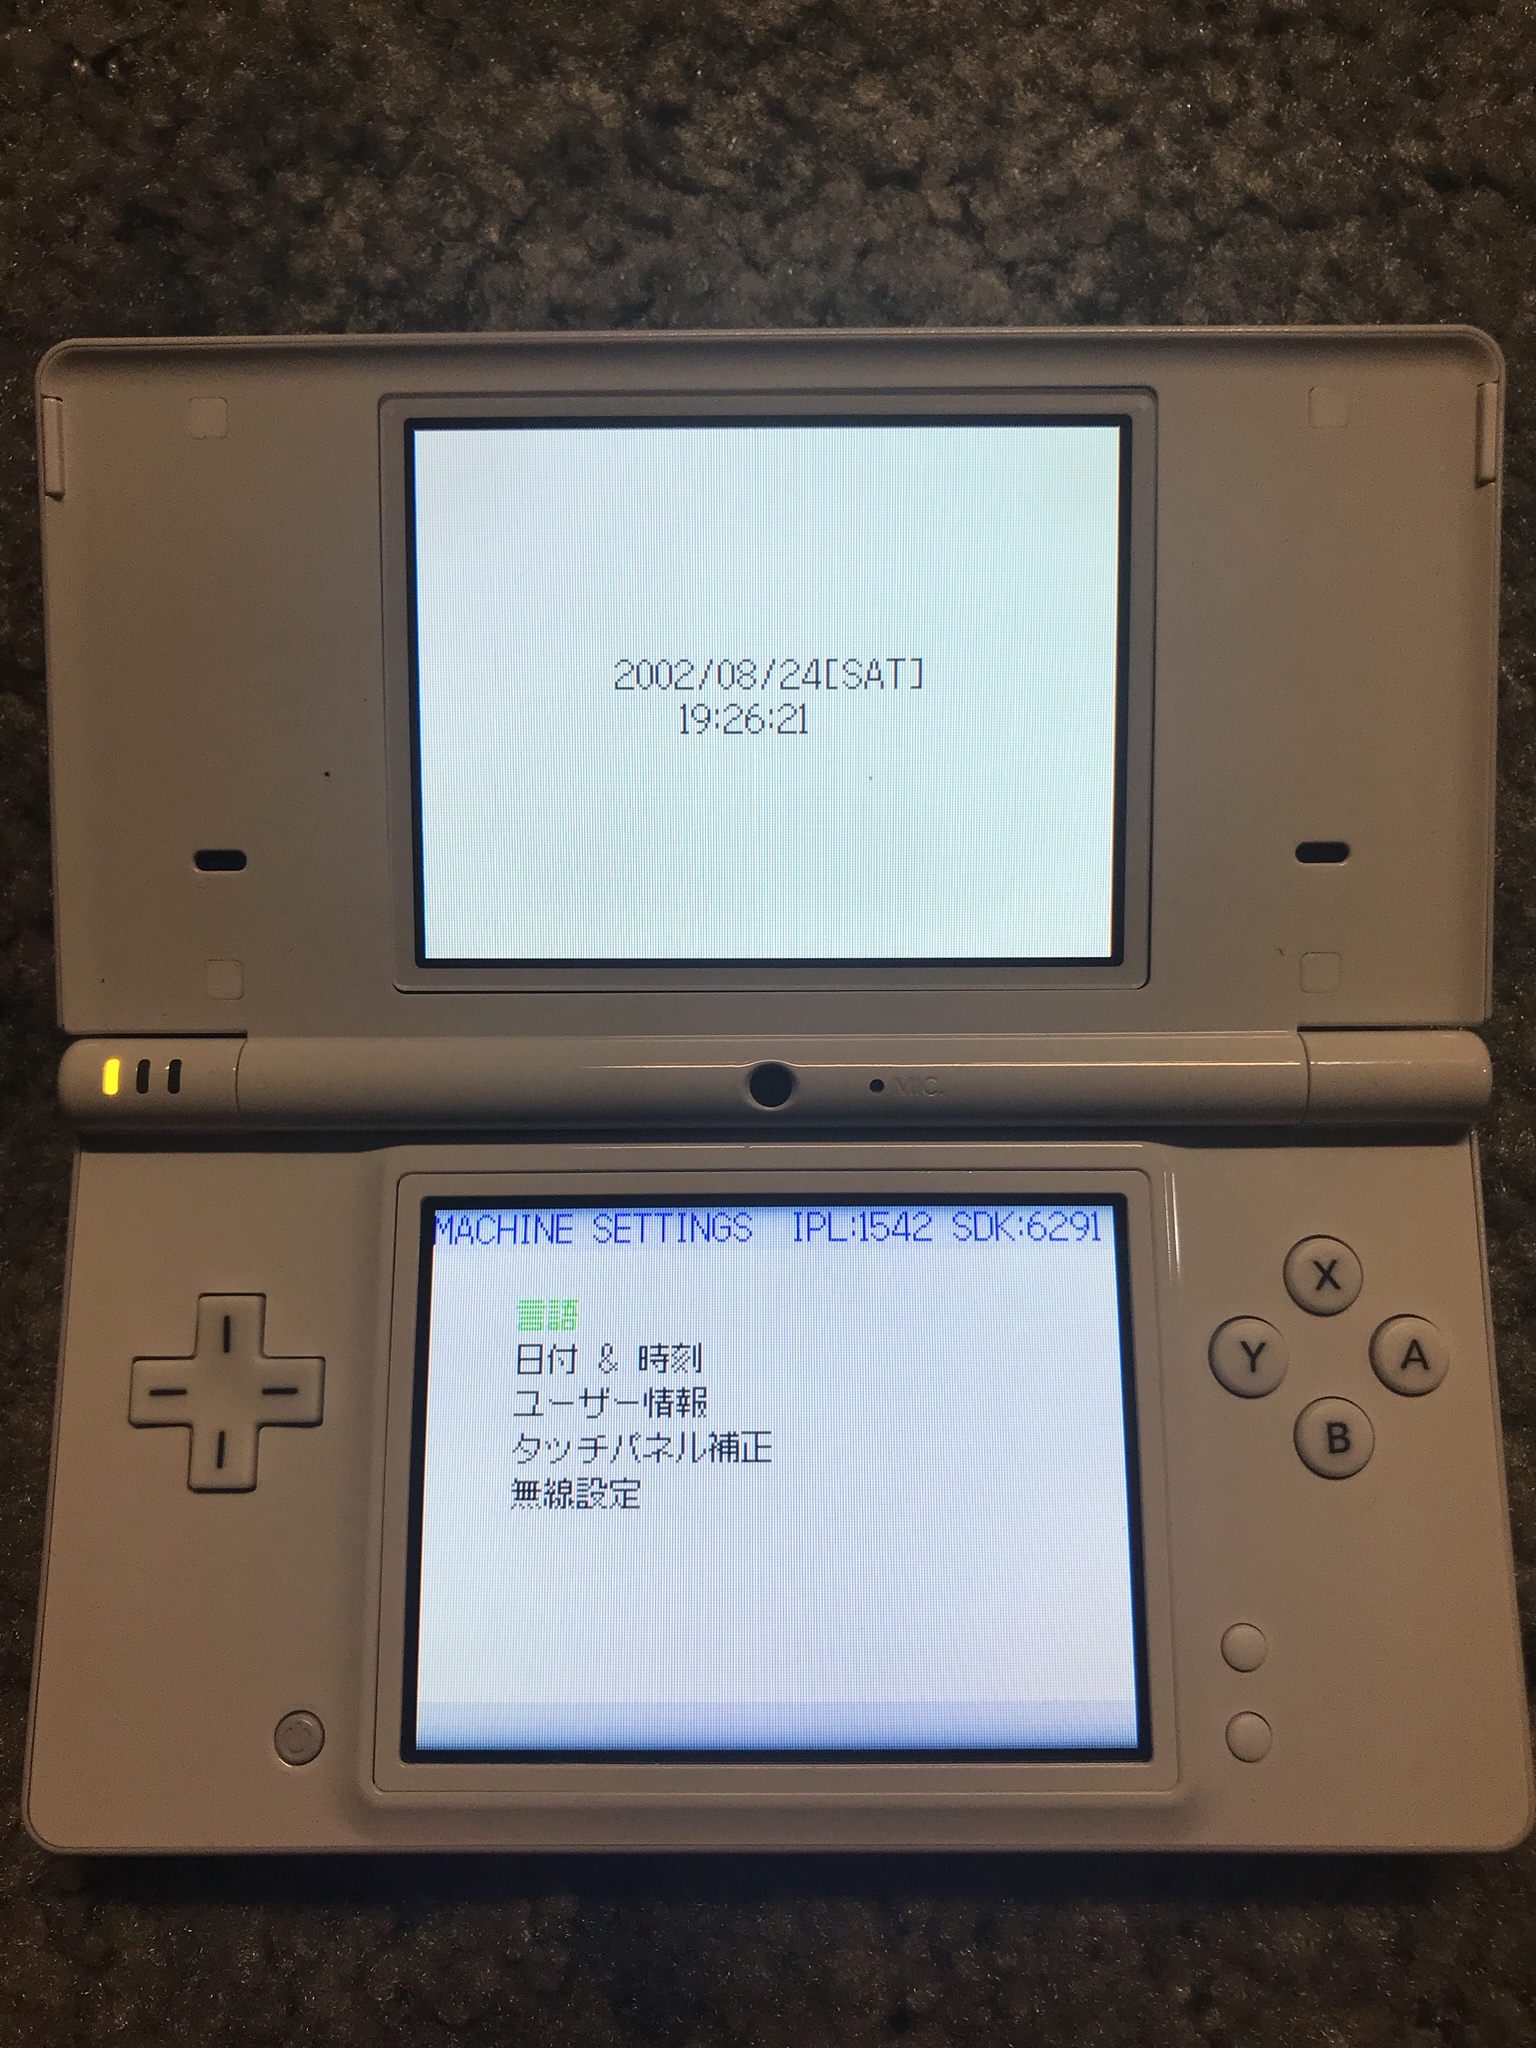 2002/08/24[SAT]
19:26:21
MIC.
MACHINE SETTINGS IPL:1542 SDK:6291
言語
日付 & 時刻
ユーザー情報
タッチパネル補正
無線設定
X
Y
A
B